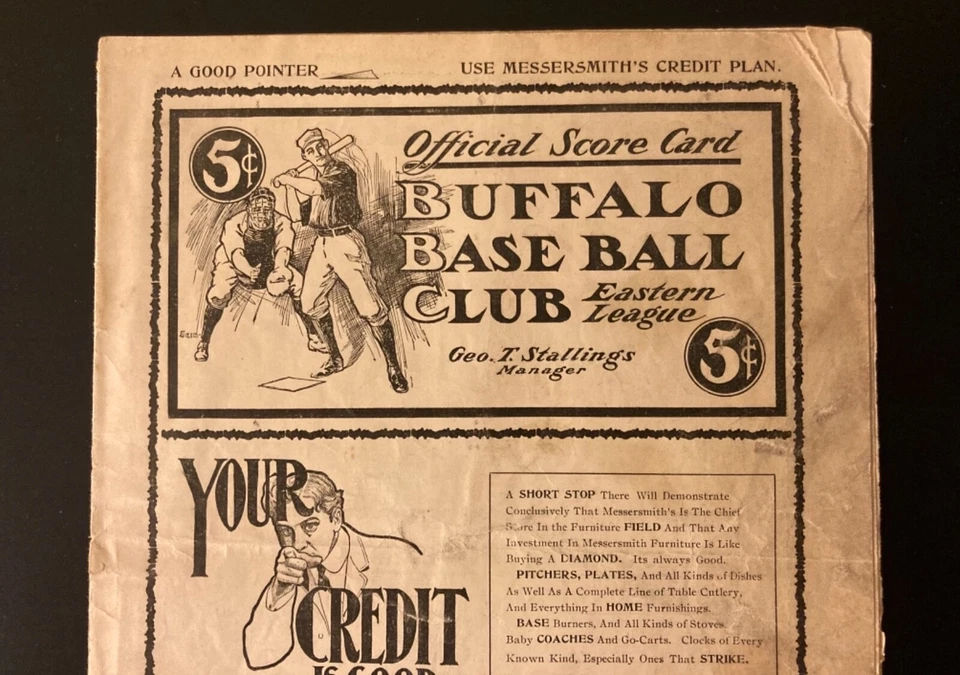 A GOOD POINTER
USE MESSERSMITH'S CREDIT PLAN.
5¢
Official Score Card
BUFFALO
BASE BALL
CLUB Eastern
League
Geo. T. Stallings
Manager
5¢
YOUR
CREDIT
IS GOOD
A SHORT STOP There Will Demonstrate
Conclusively That Messersmith's Is The Chief
Store In the Furniture FIELD And That Any
Investment In Messersmith Furniture Is Like
Buying A DIAMOND. Its always Good.
PITCHERS, PLATES, And All Kinds of Dishes
As Well As A Complete Line of Table Cutlery,
And Everything In HOME Furnishings.
BASE Burners, And All Kinds of Stoves.
Baby COACHES And Go-Carts. Clocks of Every
Known Kind, Especially Ones That STRIKE.